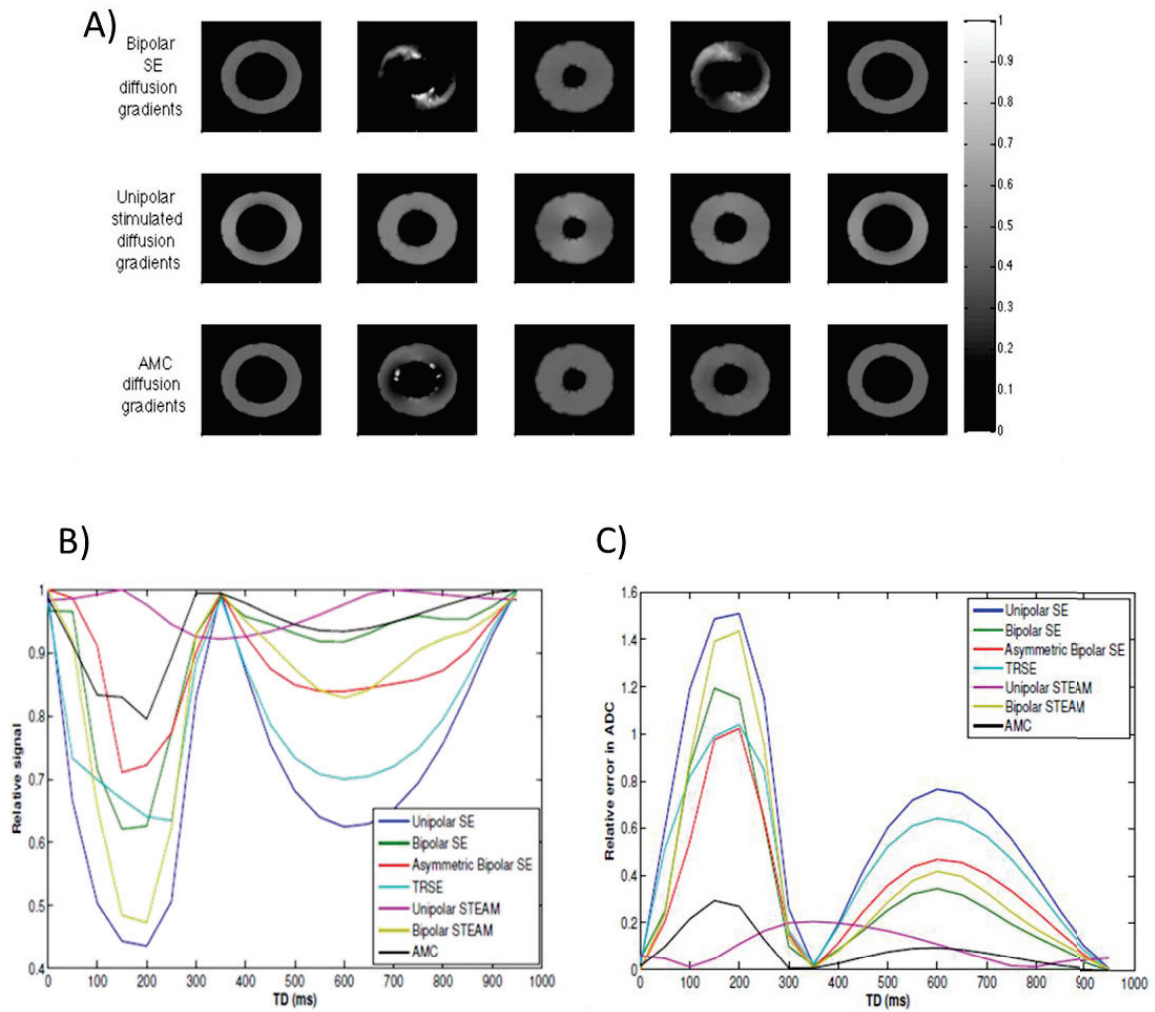 A)
Bipolar
SE
diffusion
gradients
Unipolar
stimulated
diffusion
gradients
AMC
diffusion
gradients
1
0.9
0.8
0.7
0.6
0.5
0.4
0.3
0.2
0.1
0
B)
1
0.9
0.8
0.7
0.6
0.5
0.4
Relative signal
0
100
200
300
400
500
600
700
800
900
1000
TD (ms)
Unipolar SE
Bipolar SE
Asymmetric Bipolar SE
TRSE
Unipolar STEAM
Bipolar STEAM
AMC
C)
1.6
1.4
1.2
1
0.8
0.6
0.4
0.2
0
Relative error in ADC
0
100
200
300
400
500
600
700
800
900
1000
TD (ms)
Unipolar SE
Bipolar SE
Asymmetric Bipolar SE
TRSE
Unipolar STEAM
Bipolar STEAM
AMC